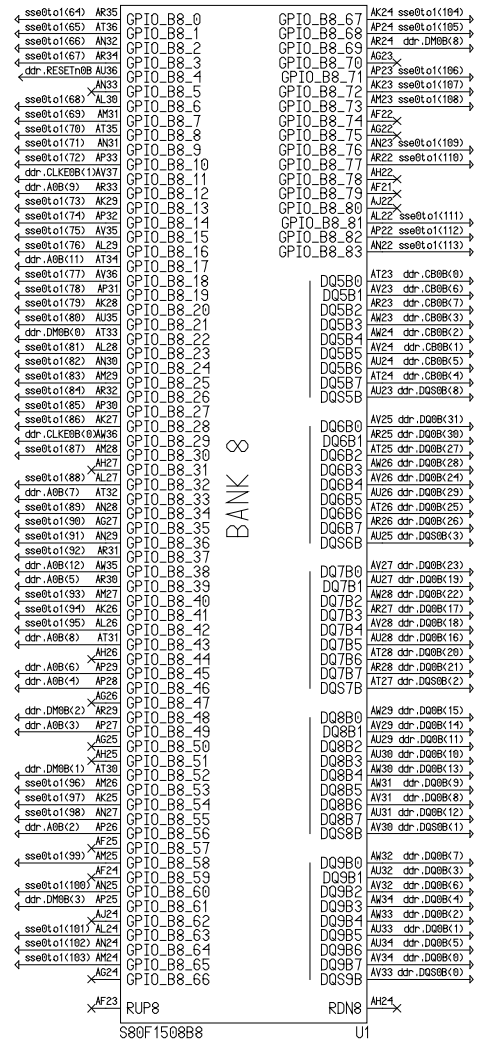 sse0to1(64) AR35 GPIO_B8_0
sse0to1(65) AT36 GPIO_B8_1
sse0to1(66) AN32 GPIO_B8_2
sse0to1(67) AR34 GPIO_B8_3
ddr.RESETn0B AU36 GPIO_B8_4
AN33 GPIO_B8_5
sse0to1(68) AL30 GPIO_B8_6
sse0to1(69) AM31 GPIO_B8_7
sse0to1(70) AT35 GPIO_B8_8
sse0to1(71) AN31 GPIO_B8_9
sse0to1(72) AP33 GPIO_B8_10
ddr.CLKE0B(1) AV37 GPIO_B8_11
ddr.A0B(9) AR33 GPIO_B8_12
sse0to1(73) AK29 GPIO_B8_13
sse0to1(74) AP32 GPIO_B8_14
sse0to1(75) AV35 GPIO_B8_15
sse0to1(76) AL29 GPIO_B8_16
ddr.A0B(11) AT34 GPIO_B8_17
sse0to1(77) AV36 GPIO_B8_18
sse0to1(78) AP31 GPIO_B8_19
sse0to1(79) AK28 GPIO_B8_20
sse0to1(80) AU35 GPIO_B8_21
ddr.DM0B(0) AT33 GPIO_B8_22
sse0to1(81) AL28 GPIO_B8_23
sse0to1(82) AN30 GPIO_B8_24
sse0to1(83) AM29 GPIO_B8_25
sse0to1(84) AR32 GPIO_B8_26
sse0to1(85) AP30 GPIO_B8_27
sse0to1(86) AK27 GPIO_B8_28
ddr.CLKE0B(0) AW36 GPIO_B8_29
sse0to1(87) AM28 GPIO_B8_30
AH27 GPIO_B8_31
sse0to1(88) AL27 GPIO_B8_32
ddr.A0B(7) AT32 GPIO_B8_33
sse0to1(89) AN28 GPIO_B8_34
sse0to1(90) AG27 GPIO_B8_35
sse0to1(91) AN29 GPIO_B8_36
sse0to1(92) AR31 GPIO_B8_37
ddr.A0B(12) AW35 GPIO_B8_38
ddr.A0B(5) AR30 GPIO_B8_39
sse0to1(93) AM27 GPIO_B8_40
sse0to1(94) AK26 GPIO_B8_41
sse0to1(95) AL26 GPIO_B8_42
ddr.A0B(8) AT31 GPIO_B8_43
AH26 GPIO_B8_44
ddr.A0B(6) AP29 GPIO_B8_45
ddr.A0B(4) AP28 GPIO_B8_46
AG26 GPIO_B8_47
ddr.DM0B(2) AR29 GPIO_B8_48
ddr.A0B(3) AP27 GPIO_B8_49
AG25 GPIO_B8_50
AH25 GPIO_B8_51
ddr.DM0B(1) AT30 GPIO_B8_52
sse0to1(96) AM26 GPIO_B8_53
sse0to1(97) AK25 GPIO_B8_54
sse0to1(98) AN27 GPIO_B8_55
ddr.A0B(2) AP26 GPIO_B8_56
AF25 GPIO_B8_57
sse0to1(99) AM25 GPIO_B8_58
AF24 GPIO_B8_59
sse0to1(100) AN25 GPIO_B8_60
ddr.DM0B(3) AP25 GPIO_B8_61
AJ24 GPIO_B8_62
sse0to1(101) AL24 GPIO_B8_63
sse0to1(102) AN24 GPIO_B8_64
sse0to1(103) AM24 GPIO_B8_65
AG24 GPIO_B8_66
AF23 RUP8
BANK 8
GPIO_B8_67 AK24 sse0to1(104)
GPIO_B8_68 AP24 sse0to1(105)
GPIO_B8_69 AR24 ddr.DM0B(8)
GPIO_B8_70 AG23
GPIO_B8_71 AP23 sse0to1(106)
GPIO_B8_72 AK23 sse0to1(107)
GPIO_B8_73 AM23 sse0to1(108)
GPIO_B8_74 AF22
GPIO_B8_75 AG22
GPIO_B8_76 AN23 sse0to1(109)
GPIO_B8_77 AR22 sse0to1(110)
GPIO_B8_78 AH22
GPIO_B8_79 AF21
GPIO_B8_80 AJ22
GPIO_B8_81 AL22 sse0to1(111)
GPIO_B8_82 AP22 sse0to1(112)
GPIO_B8_83 AN22 sse0to1(113)
DQ5B0 AT23 ddr.CB0B(0)
DQ5B1 AV23 ddr.CB0B(6)
DQ5B2 AR23 ddr.CB0B(7)
DQ5B3 AW23 ddr.CB0B(3)
DQ5B4 AW24 ddr.CB0B(2)
DQ5B5 AV24 ddr.CB0B(1)
DQ5B6 AU24 ddr.CB0B(5)
DQ5B7 AT24 ddr.CB0B(4)
DQS5B AU23 ddr.DQS0B(8)
DQ6B0 AV25 ddr.DQ0B(31)
DQ6B1 AR25 ddr.DQ0B(30)
DQ6B2 AT25 ddr.DQ0B(27)
DQ6B3 AW26 ddr.DQ0B(28)
DQ6B4 AV26 ddr.DQ0B(24)
DQ6B5 AU26 ddr.DQ0B(29)
DQ6B6 AT26 ddr.DQ0B(25)
DQ6B7 AR26 ddr.DQ0B(26)
DQS6B AU25 ddr.DQS0B(3)
DQ7B0 AV27 ddr.DQ0B(23)
DQ7B1 AU27 ddr.DQ0B(19)
DQ7B2 AW28 ddr.DQ0B(22)
DQ7B3 AR27 ddr.DQ0B(17)
DQ7B4 AV28 ddr.DQ0B(18)
DQ7B5 AU28 ddr.DQ0B(16)
DQ7B6 AT28 ddr.DQ0B(20)
DQ7B7 AR28 ddr.DQ0B(21)
DQS7B AT27 ddr.DQS0B(2)
DQ8B0 AW29 ddr.DQ0B(15)
DQ8B1 AV29 ddr.DQ0B(14)
DQ8B2 AU29 ddr.DQ0B(11)
DQ8B3 AU30 ddr.DQ0B(10)
DQ8B4 AW30 ddr.DQ0B(13)
DQ8B5 AW31 ddr.DQ0B(9)
DQ8B6 AV31 ddr.DQ0B(8)
DQ8B7 AU31 ddr.DQ0B(12)
DQS8B AV30 ddr.DQS0B(1)
DQ9B0 AW32 ddr.DQ0B(7)
DQ9B1 AU32 ddr.DQ0B(3)
DQ9B2 AV32 ddr.DQ0B(6)
DQ9B3 AW34 ddr.DQ0B(4)
DQ9B4 AW33 ddr.DQ0B(2)
DQ9B5 AU33 ddr.DQ0B(1)
DQ9B6 AU34 ddr.DQ0B(5)
DQ9B7 AV34 ddr.DQ0B(0)
DQS9B AV33 ddr.DQS0B(0)
RDN8 AH24
S80F1508B8 U1